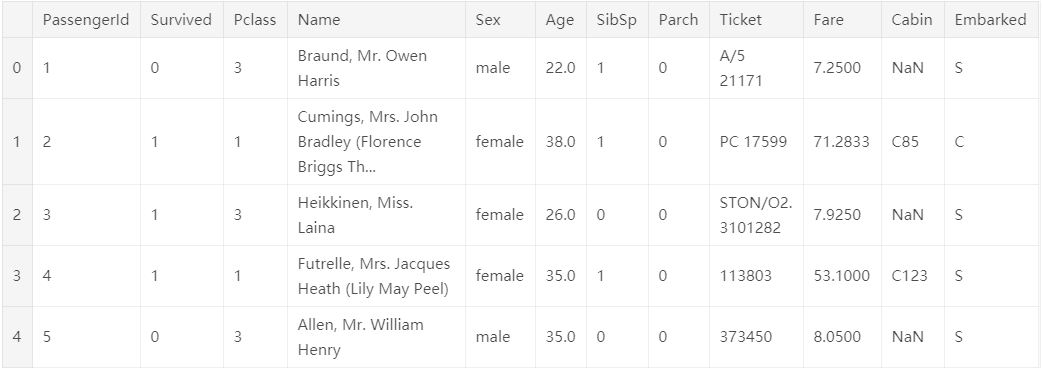 PassengerId Survived Pclass Name Sex Age SibSp Parch Ticket Fare Cabin Embarked
0 1 0 3 Braund, Mr. Owen Harris male 22.0 1 0 A/5 21171 7.2500 NaN S
1 2 1 1 Cumings, Mrs. John Bradley (Florence Briggs Th... female 38.0 1 0 PC 17599 71.2833 C85 C
2 3 1 3 Heikkinen, Miss. Laina female 26.0 0 0 STON/O2. 3101282 7.9250 NaN S
3 4 1 1 Futrelle, Mrs. Jacques Heath (Lily May Peel) female 35.0 1 0 113803 53.1000 C123 S
4 5 0 3 Allen, Mr. William Henry male 35.0 0 0 373450 8.0500 NaN S